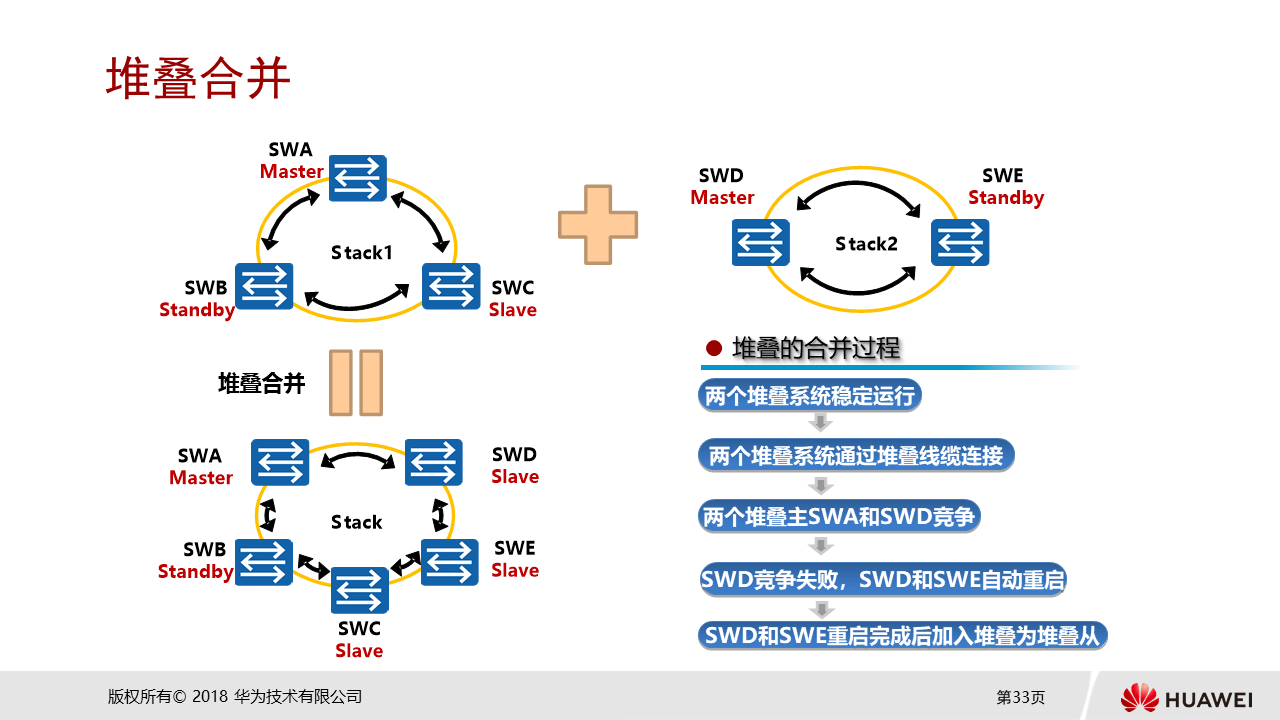 堆叠合并
SWA
Master
Stack1
SWB
Standby
SWC
Slave
SWD
Master
Stack2
SWE
Standby
堆叠合并
SWA
Master
SWD
Slave
Stack
SWB
Standby
SWE
Slave
SWC
Slave
堆叠的合并过程
两个堆叠系统稳定运行
两个堆叠系统通过堆叠线缆连接
两个堆叠主SWA和SWD竞争
SWD竞争失败，SWD和SWE自动重启
SWD和SWE重启完成后加入堆叠为堆叠从
版权所有© 2018 华为技术有限公司
第33页
HUAWEI